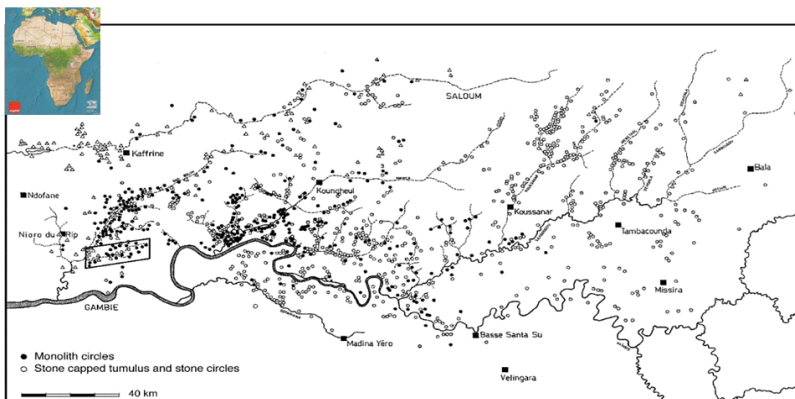 SALOUM
Kaffrine
Bala
Koungheul
Ndofane
Koussanar
Nioro du Rip
Tambacounda
Missira
GAMBIE
Madina Yéro
Basse Santa Su
Velingara
Monolith circles
Stone capped tumulus and stone circles
40 km